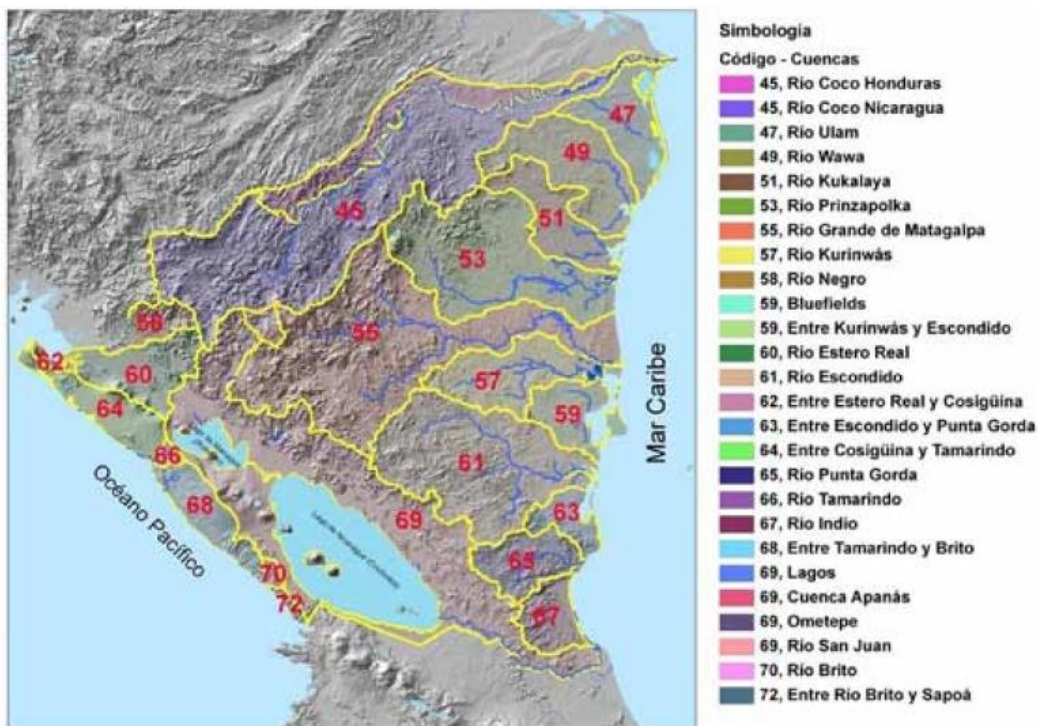 Simbología
Código - Cuencas
45, Río Coco Honduras
45, Río Coco Nicaragua
47, Río Ulam
49, Río Wawa
51, Río Kukalaya
53, Río Prinzapolka
55, Río Grande de Matagalpa
57, Río Kurinwás
58, Río Negro
59, Bluefields
59, Entre Kurinwás y Escondido
60, Río Estero Real
61, Río Escondido
62, Entre Estero Real y Cosigüina
63, Entre Escondido y Punta Gorda
64, Entre Cosigüina y Tamarindo
65, Río Punta Gorda
66, Río Tamarindo
67, Río Indio
68, Entre Tamarindo y Brito
69, Lagos
69, Cuenca Apanás
69, Ometepe
69, Río San Juan
70, Río Brito
72, Entre Río Brito y Sapoá
47
49
45
51
53
58
55
62
60
57
64
59
61
66
68
69
63
65
70
72
67
Mar Caribe
Océano Pacífico
Lago de Nicaragua